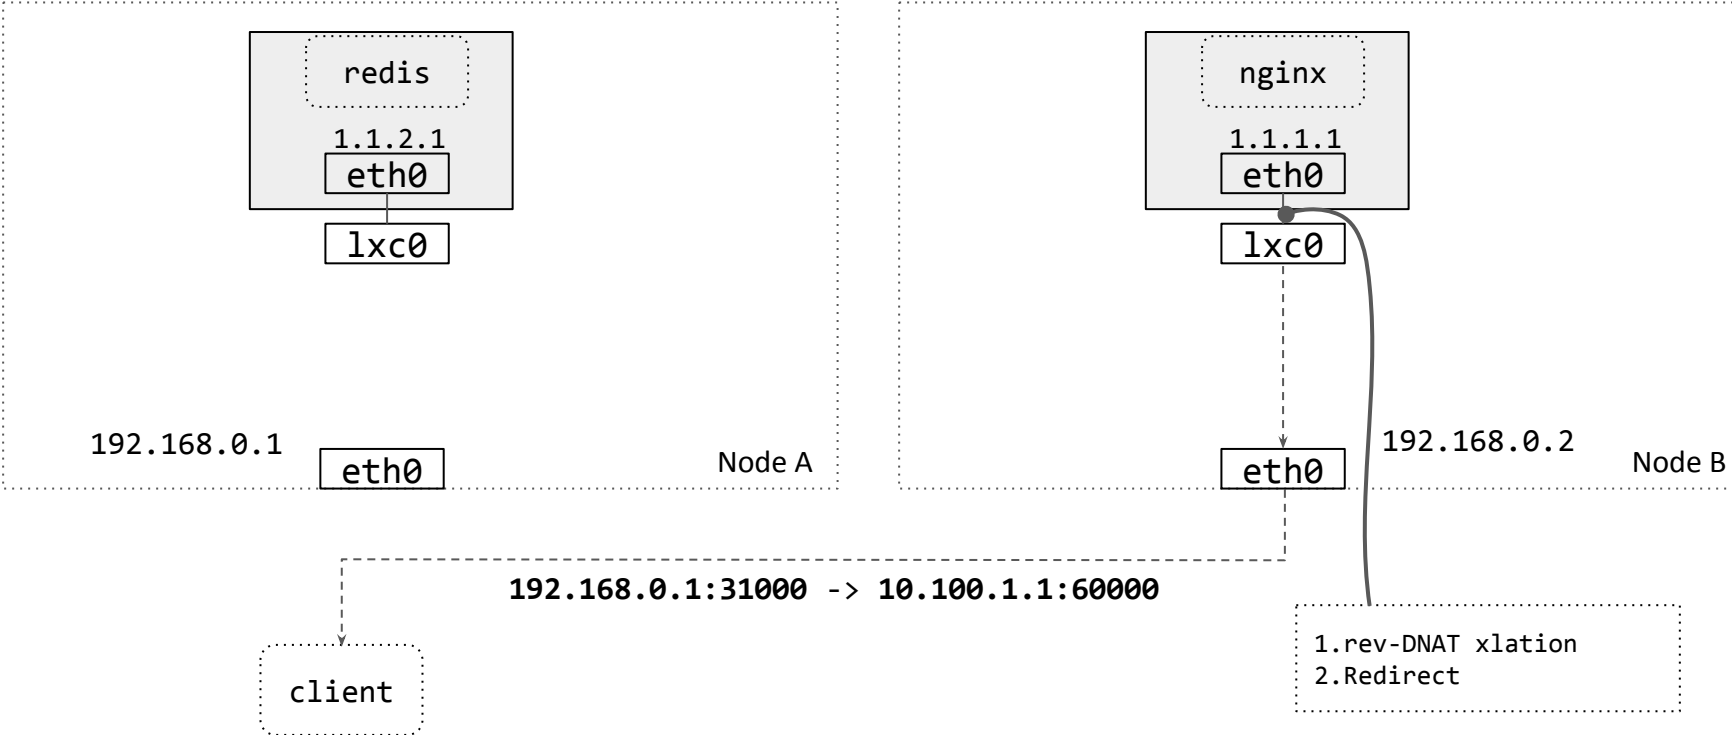 redis
1.1.2.1
eth0
lxc0
192.168.0.1
eth0
Node A
nginx
1.1.1.1
eth0
lxc0
192.168.0.2
eth0
Node B
192.168.0.1:31000 -> 10.100.1.1:60000
client
1.rev-DNAT xlation
2.Redirect